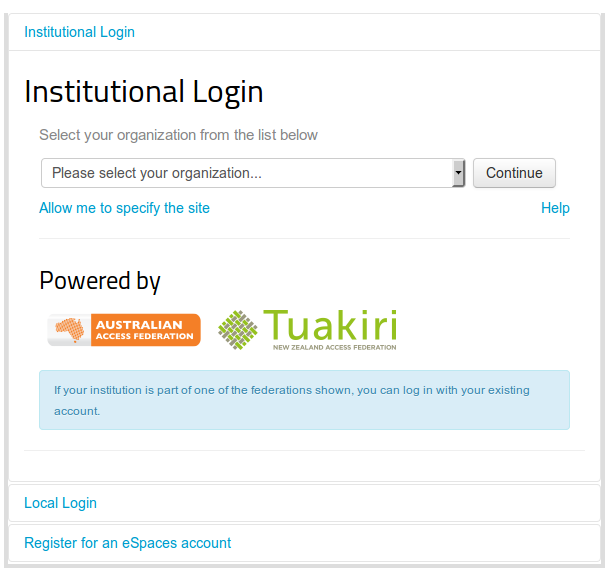 Institutional Login
Institutional Login
Select your organization from the list below
Please select your organization... Continue
Allow me to specify the site Help
Powered by
AUSTRALIAN
ACCESS FEDERATION
Tuakiri
NEW ZEALAND ACCESS FEDERATION
If your institution is part of one of the federations shown, you can log in with your existing
account.
Local Login
Register for an eSpaces account